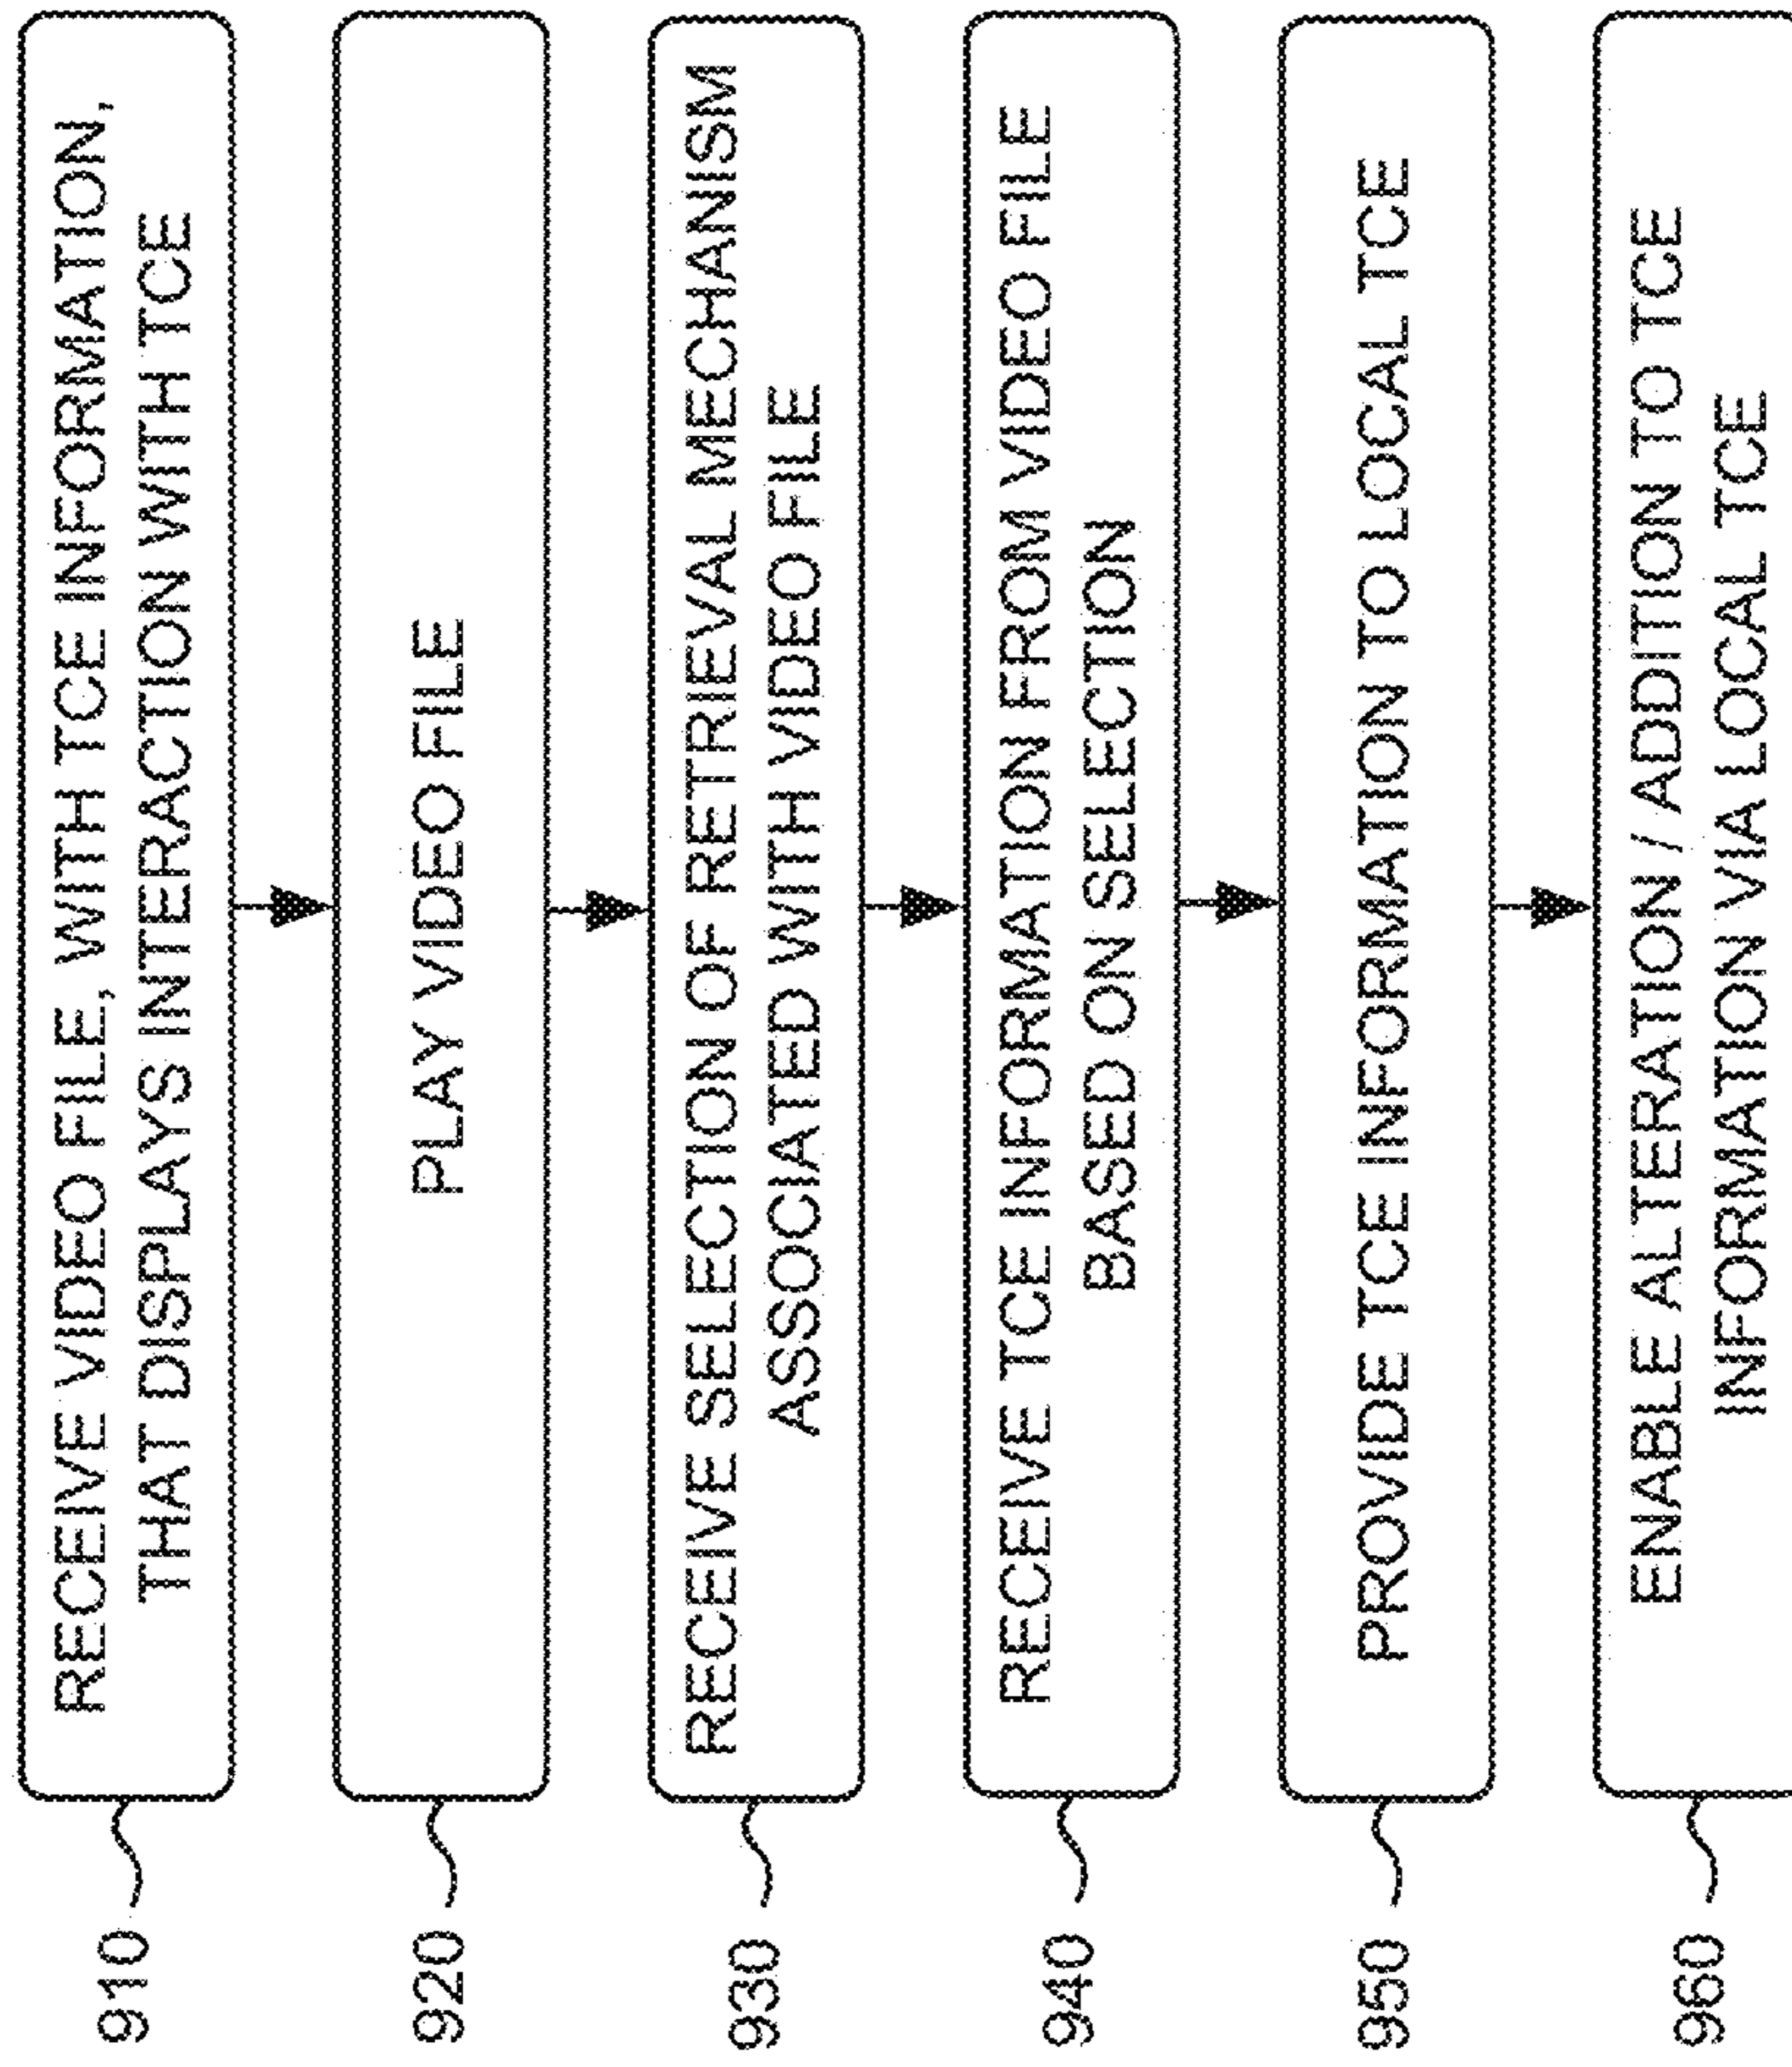 910
RECEIVE VIDEO FILE, WITH TCE INFORMATION,
THAT DISPLAYS INTERACTION WITH TCE
920
PLAY VIDEO FILE
930
RECEIVE SELECTION OF RETRIEVAL MECHANISM
ASSOCIATED WITH VIDEO FILE
940
RECEIVE TCE INFORMATION FROM VIDEO FILE
BASED ON SELECTION
950
PROVIDE TCE INFORMATION TO LOCAL TCE
960
ENABLE ALTERATION / ADDITION TO TCE
INFORMATION VIA LOCAL TCE